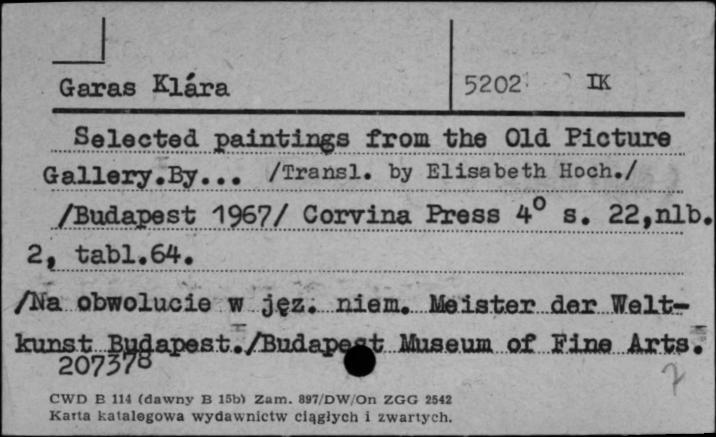 Garas Klára
5202 IK
Selected paintings from the Old Picture
Gallery.By... /Transl. by Elisabeth Hoch./
/Budapest 1967/ Corvina Press 4° s. 22,nlb.
2, tabl.64.
/Na obwolucie w jęz. niem. Meister der Welt-
kunst Budapest./Budapest Museum of Fine Arts.
207378
7
CWD B 114 (dawny B 15b) Zam. 897/DW/On ZGG 2542
Karta katalogowa wydawnictw ciągłych i zwartych.